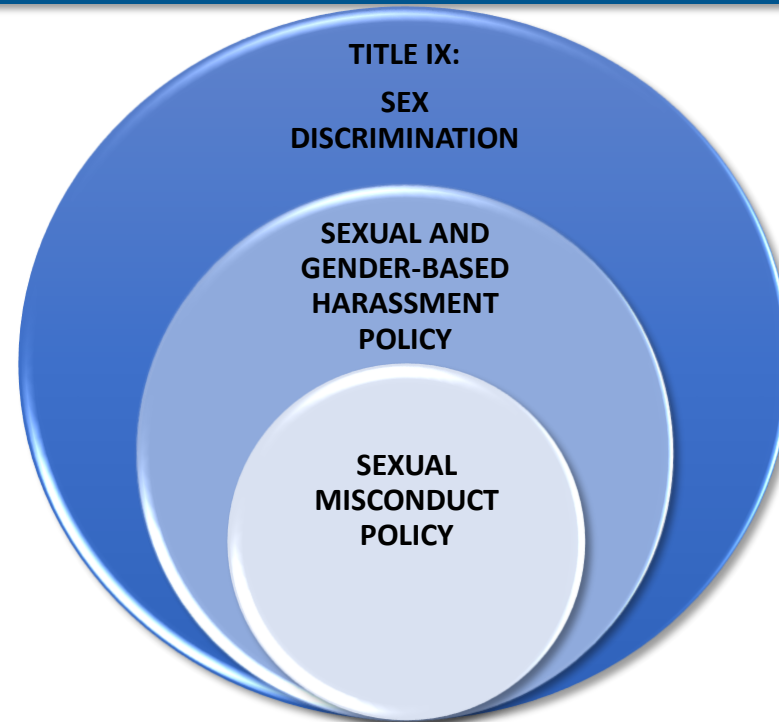 TITLE IX:
SEX
DISCRIMINATION
SEXUAL AND
GENDER-BASED
HARASSMENT
POLICY
SEXUAL
MISCONDUCT
POLICY